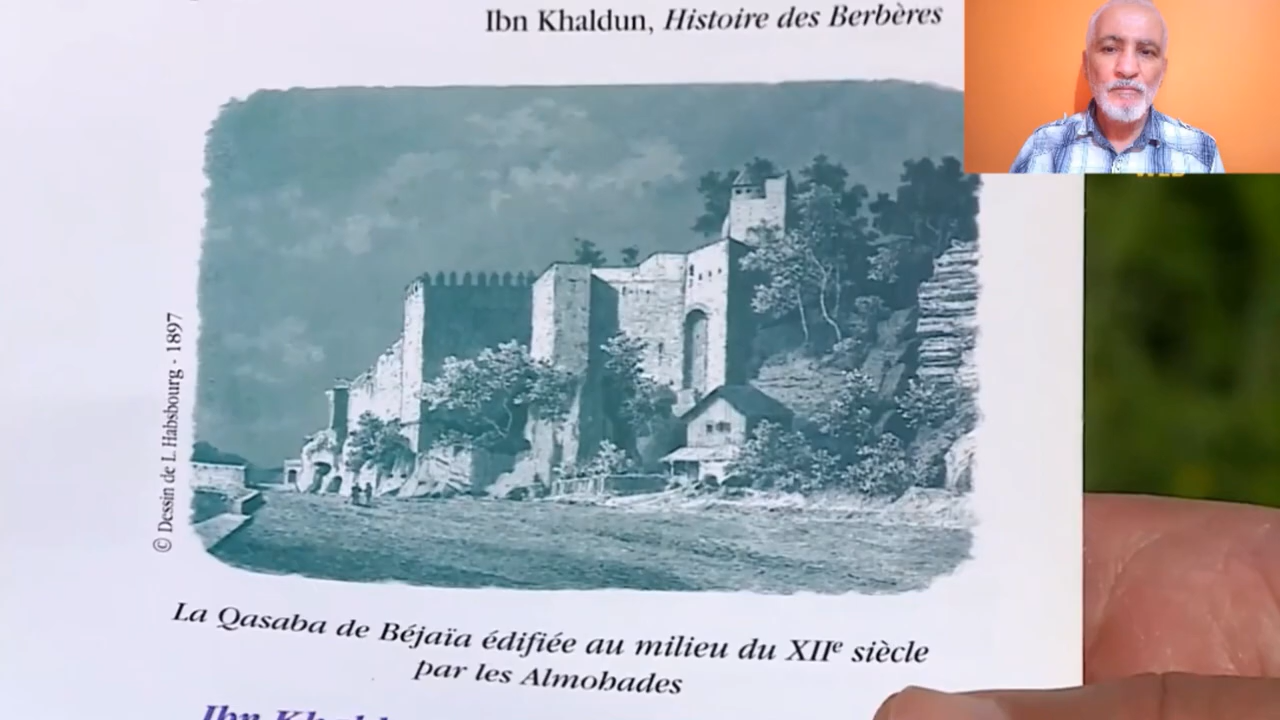 Ibn Khaldun, Histoire des Berbères
© Dessin de L. Habsbourg - 1897
La Qasaba de Béjaïa édifiée au milieu du XIIe siècle
par les Almohades
Ibn